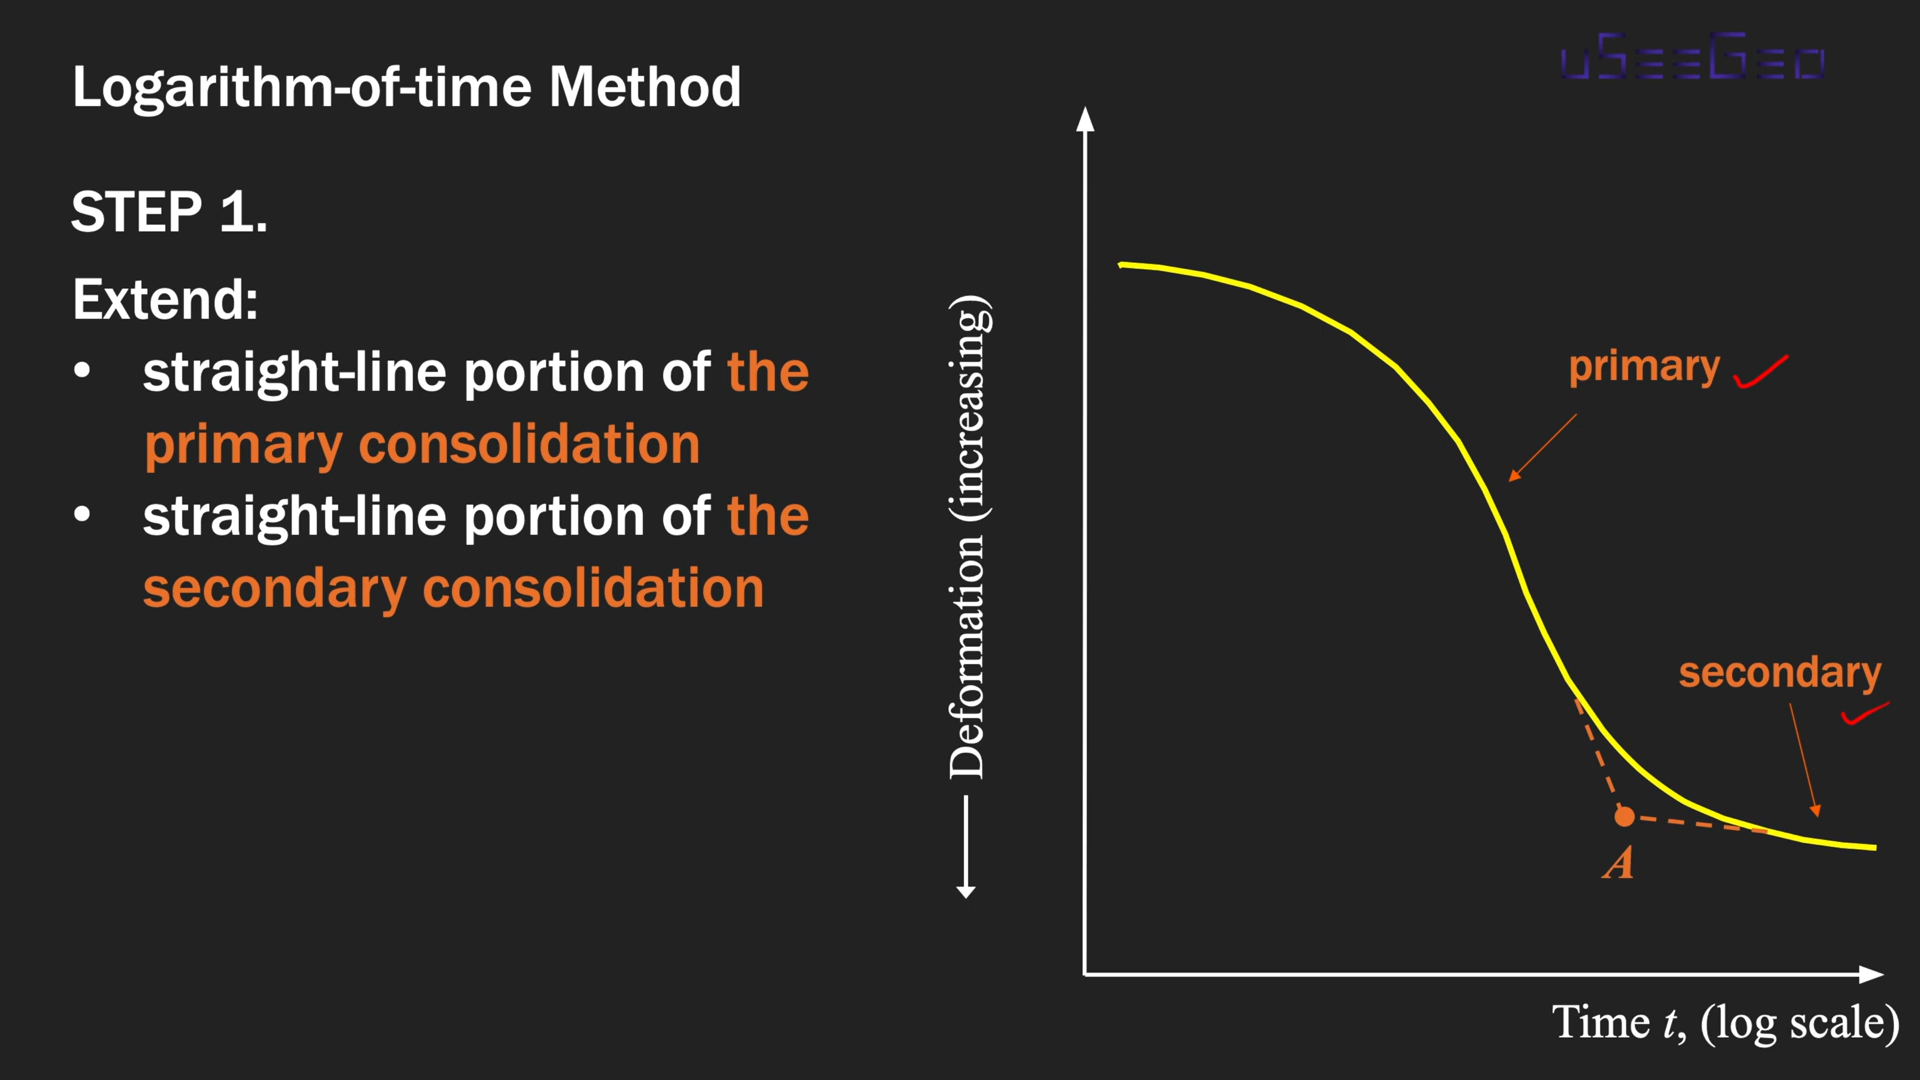 Logarithm-of-time Method
uSeeGeo
STEP 1.
Extend:
• straight-line portion of the
primary consolidation
• straight-line portion of the
secondary consolidation
Deformation (increasing)
primary
secondary
A
Time t, (log scale)